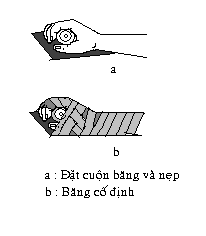 a
b
a : Đặt cuộn băng và nẹp
b : Băng cố định